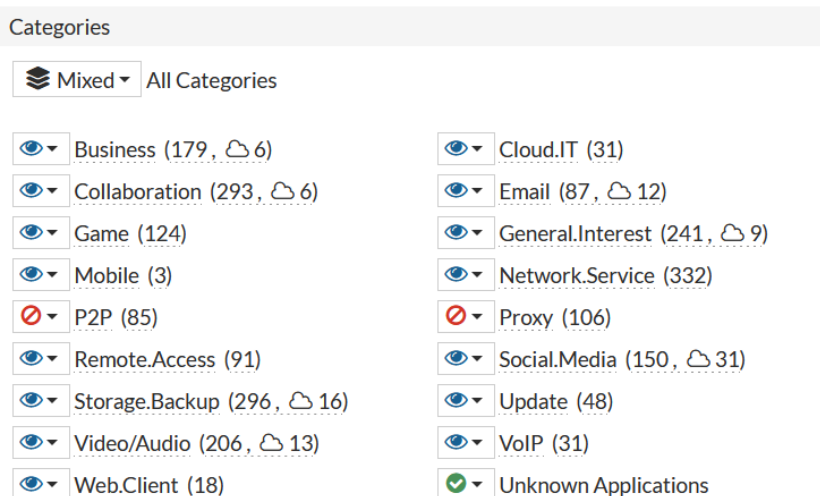 Categories
Mixed All Categories
Business (179, 6)
Cloud.IT (31)
Collaboration (293, 6)
Email (87, 12)
Game (124)
General.Interest (241, 9)
Mobile (3)
Network.Service (332)
P2P (85)
Proxy (106)
Remote.Access (91)
Social.Media (150, 31)
Storage.Backup (296, 16)
Update (48)
Video/Audio (206, 13)
VoIP (31)
Web.Client (18)
Unknown Applications